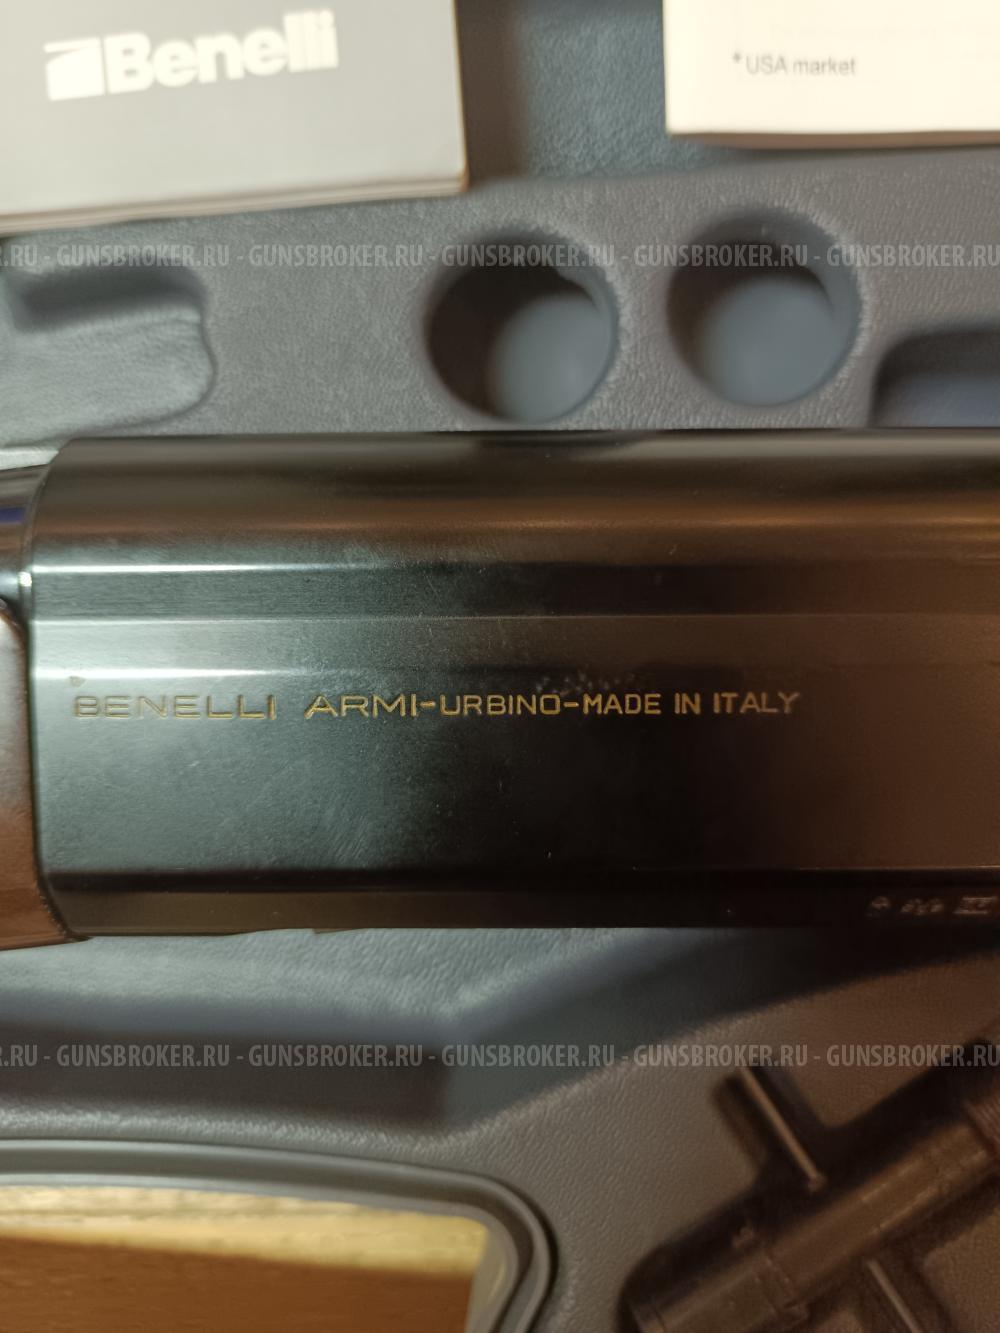 Benelli
*USA market
.RU - GUNSBROKER.RU - GUNSBROKER.RU - GUNSBROKER.RU - GUNSBROKER.RU - GUNSBROKER.RU
BENELLI ARMI-URBINO-MADE IN ITALY
.RU - GUNSBROKER.RU - GUNSBROKER.RU - GUNSBROKER.RU - GUNSBROKER.RU - GUNSBROKER.RU